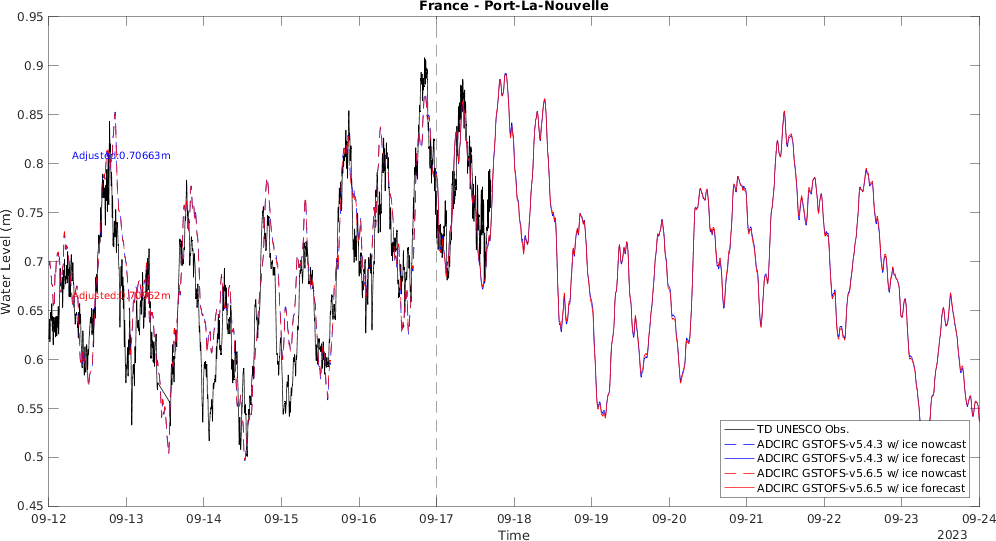 France - Port-La-Nouvelle
0.95
0.9
0.85
0.8
0.75
0.7
0.65
0.6
0.55
0.5
0.45
Water Level (m)
Adjusted:0.70663m
TD UNESCO Obs.
ADCIRC GSTOFS-v5.4.3 w/ ice nowcast
ADCIRC GSTOFS-v5.4.3 w/ ice forecast
ADCIRC GSTOFS-v5.6.5 w/ ice nowcast
ADCIRC GSTOFS-v5.6.5 w/ ice forecast
09-12 09-13 09-14 09-15 09-16 09-17 09-18 09-19 09-20 09-21 09-22 09-23 09-24
Time
2023